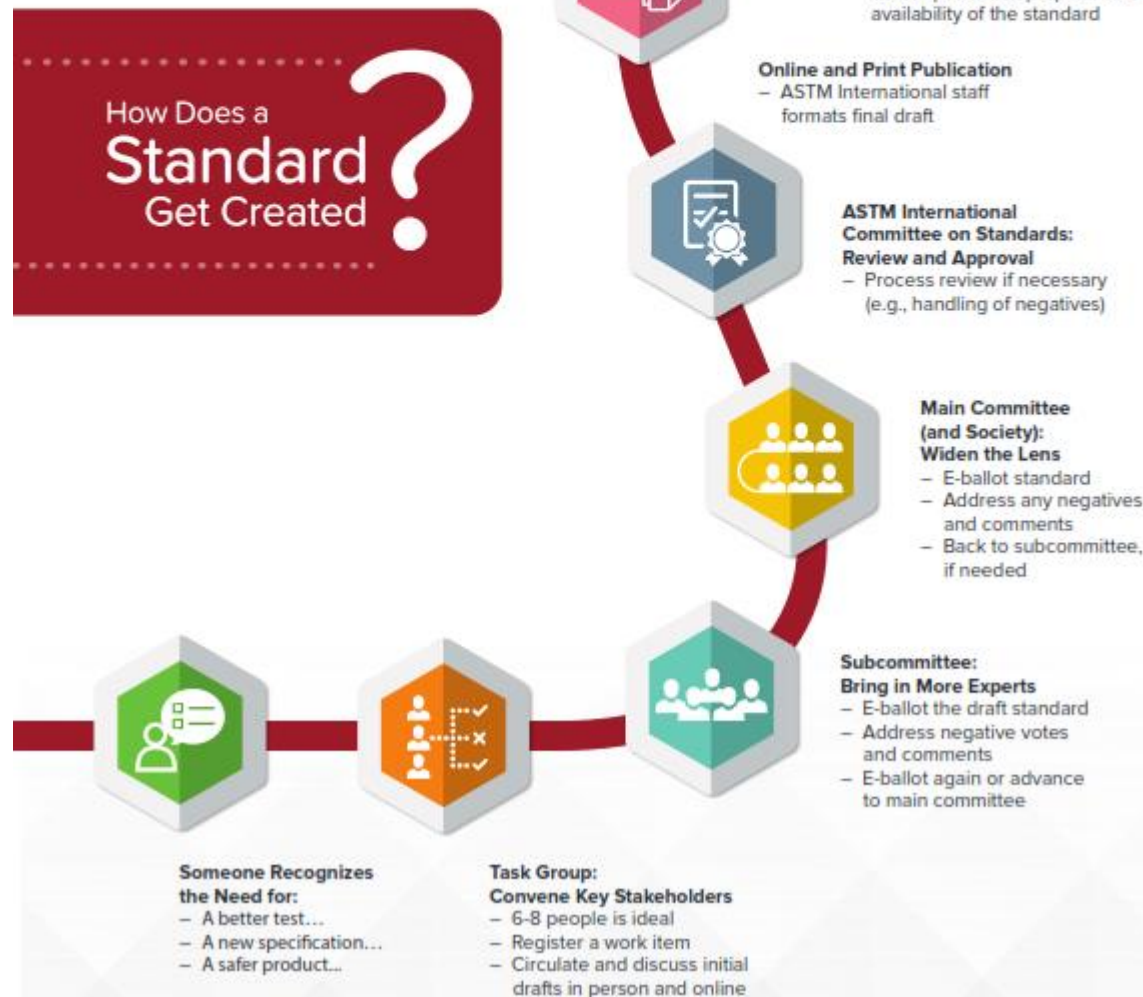 How Does a
Standard
Get Created
?
availability of the standard
Online and Print Publication
– ASTM International staff
formats final draft
ASTM International
Committee on Standards:
Review and Approval
– Process review if necessary
(e.g., handling of negatives)
Main Committee
(and Society):
Widen the Lens
– E-ballot standard
– Address any negatives
and comments
– Back to subcommittee,
if needed
Subcommittee:
Bring in More Experts
– E-ballot the draft standard
– Address negative votes
and comments
– E-ballot again or advance
to main committee
Someone Recognizes
the Need for:
– A better test...
– A new specification...
– A safer product...
Task Group:
Convene Key Stakeholders
– 6-8 people is ideal
– Register a work item
– Circulate and discuss initial
drafts in person and online